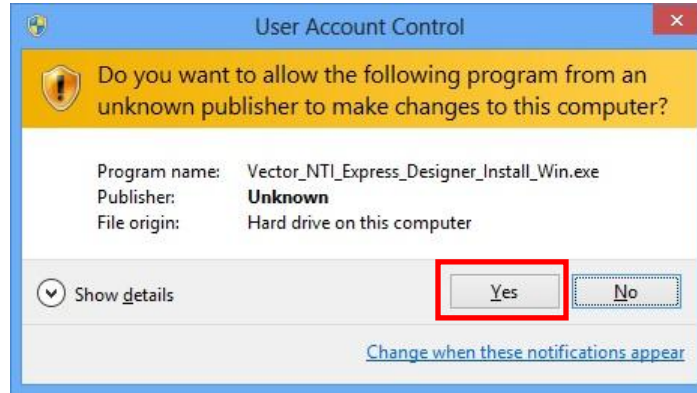 User Account Control
Do you want to allow the following program from an
unknown publisher to make changes to this computer?
Program name: Vector_NTI_Express_Designer_Install_Win.exe
Publisher: Unknown
File origin: Hard drive on this computer
Show details
Yes No
Change when these notifications appear